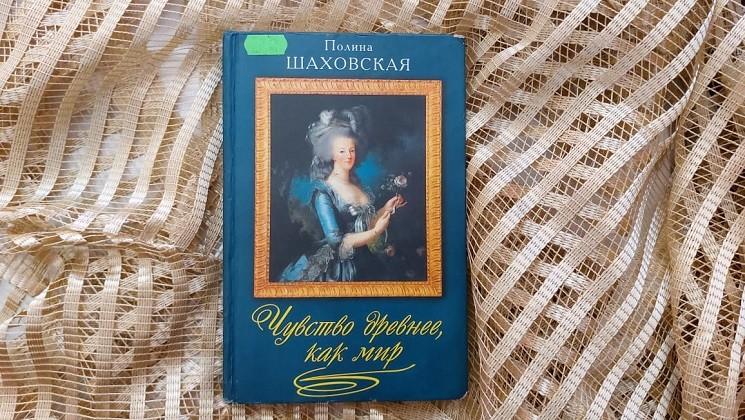 Полина
ШАХОВСКАЯ
Чувство древнее,
как мир